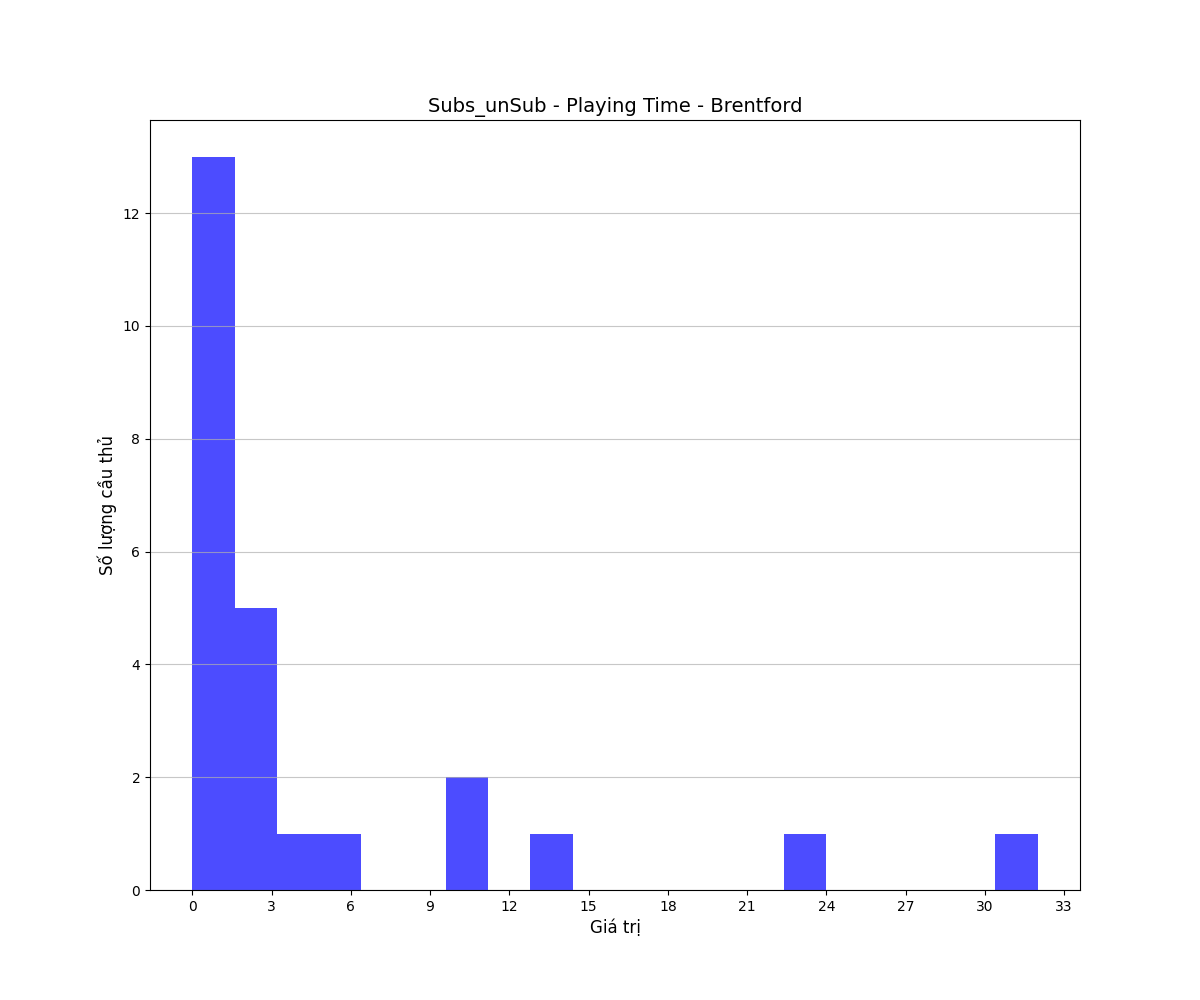 Subs_unSub - Playing Time - Brentford
Số lượng cầu thủ
12
10
8
6
4
2
0
0 3 6 9 12 15 18 21 24 27 30 33
Giá trị